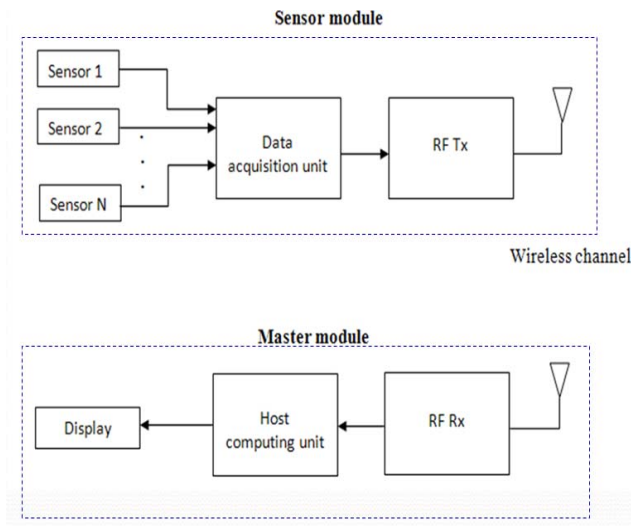 Sensor module
Sensor 1
Sensor 2
Sensor N
Data
acquisition unit
RF Tx
Wireless channel
Master module
Display
Host
computing unit
RF Rx